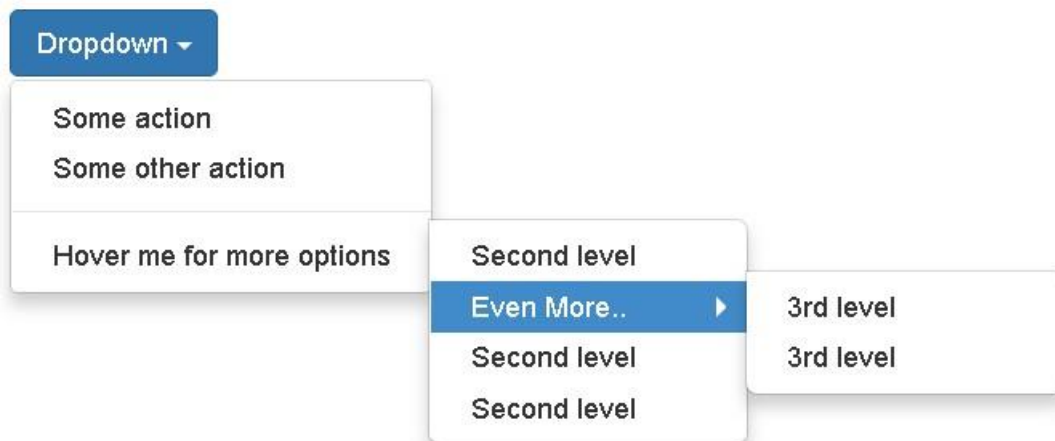 Dropdown
Some action
Some other action
Hover me for more options
Second level
Even More..
Second level
Second level
3rd level
3rd level